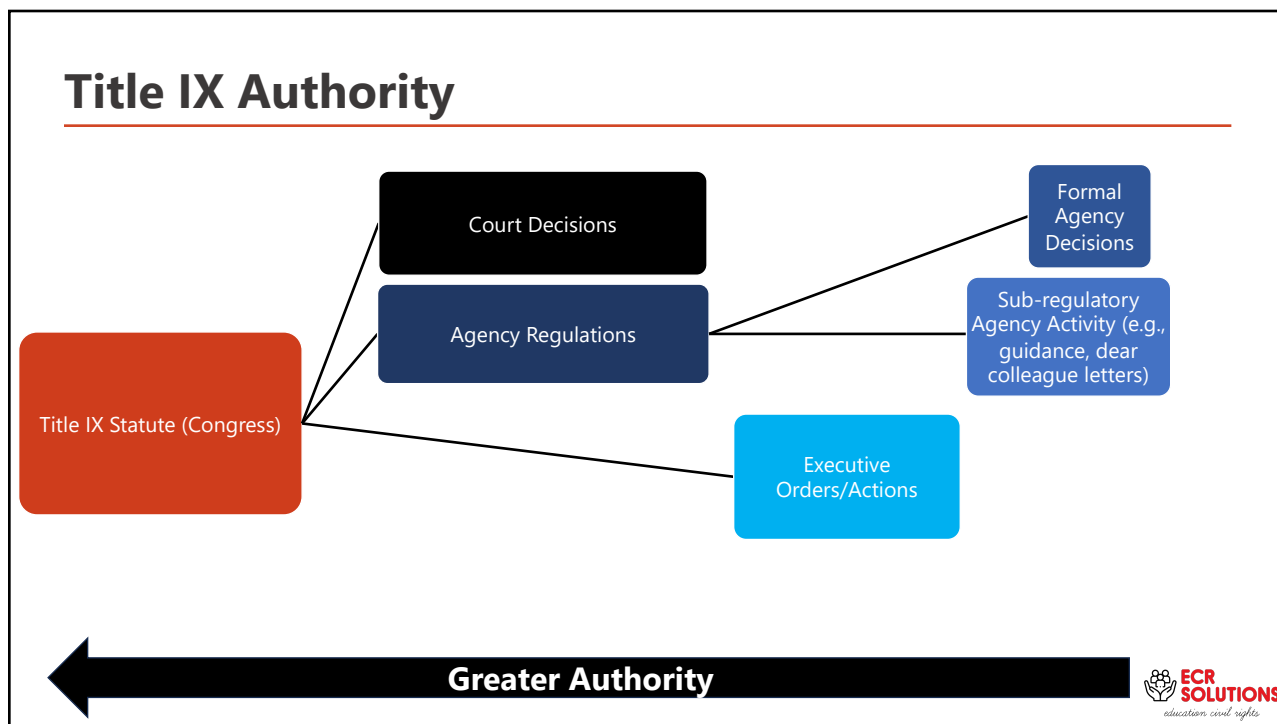 Title IX Authority
Court Decisions
Agency Regulations
Title IX Statute (Congress)
Formal
Agency
Decisions
Sub-regulatory
Agency Activity (e.g.,
guidance, dear
colleague letters)
Executive
Orders/Actions
Greater Authority
ECR
SOLUTIONS
education civil rights